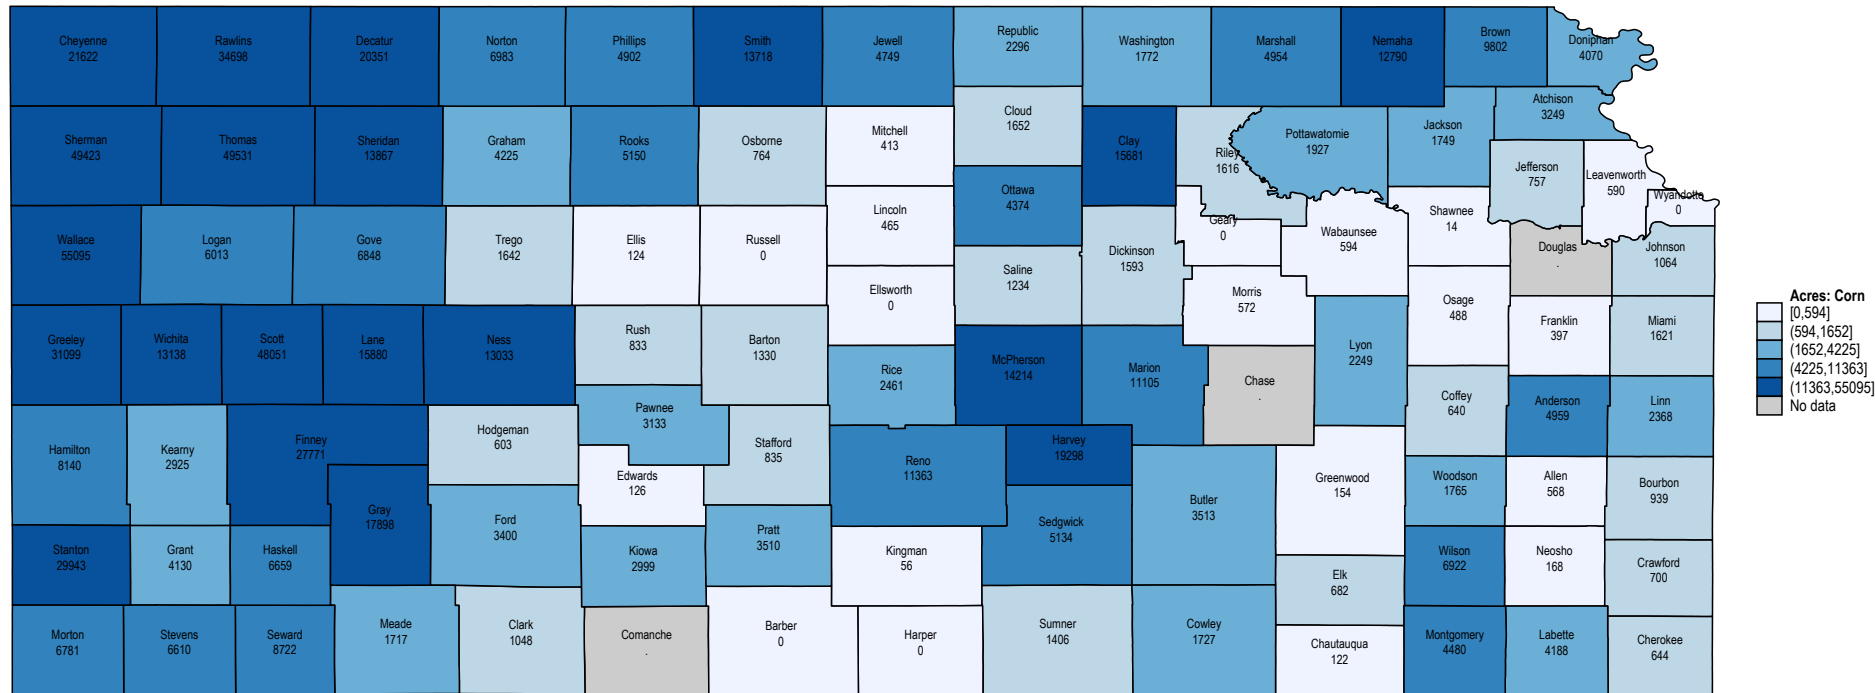 Cheyenne
21622
Rawlins
34698
Decatur
20351
Norton
6983
Phillips
4902
Smith
13718
Jewell
4749
Republic
2296
Washington
1772
Marshall
4954
Nemaha
12790
Brown
9802
Doniphan
4070
Sherman
49423
Thomas
49531
Sheridan
13867
Graham
4225
Rooks
5150
Osborne
764
Mitchell
413
Cloud
1652
Clay
15681
Riley
1616
Pottawatomie
1927
Jackson
1749
Atchison
3249
Jefferson
757
Leavenworth
590
Wyandotte
0
Ottawa
4374
Lincoln
465
Wallace
55095
Logan
6013
Gove
6848
Trego
1642
Ellis
124
Russell
0
Ellsworth
0
Saline
1234
Dickinson
1593
Geary
0
Wabaunsee
594
Shawnee
14
Douglas
.
Johnson
1064
Morris
572
Osage
488
Franklin
397
Miami
1621
Greeley
31099
Wichita
13138
Scott
48051
Lane
15880
Ness
13033
Rush
833
Barton
1330
Rice
2461
McPherson
14214
Marion
11105
Chase
.
Lyon
2249
Coffey
640
Anderson
4959
Linn
2368
Hamilton
8140
Kearny
2925
Finney
27771
Hodgeman
603
Pawnee
3133
Stafford
835
Edwards
126
Reno
11363
Harvey
19298
Butler
3513
Greenwood
154
Woodson
1765
Allen
568
Bourbon
939
Gray
17898
Ford
3400
Kiowa
2999
Pratt
3510
Kingman
56
Sedgwick
5134
Stanton
29943
Grant
4130
Haskell
6659
Elk
682
Wilson
6922
Neosho
168
Crawford
700
Morton
6781
Stevens
6610
Seward
8722
Meade
1717
Clark
1048
Comanche
.
Barber
0
Harper
0
Sumner
1406
Cowley
1727
Chautauqua
122
Montgomery
4480
Labette
4188
Cherokee
644
Acres: Corn
[0,594]
(594,1652]
(1652,4225]
(4225,11363]
(11363,55095]
No data